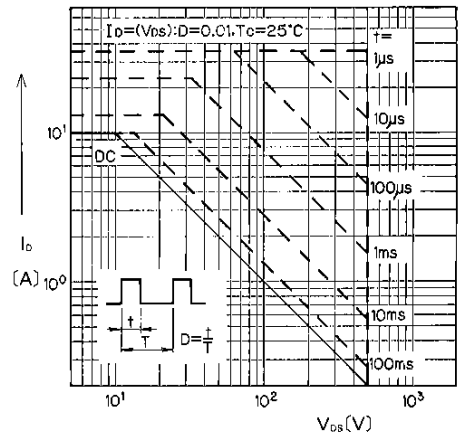 ID=(VDS):D=0.01,Tc=25°C
t=
1μs
10μs
100μs
1ms
10ms
100ms
10¹
DC
ID
[A]
10⁰
t
T
D=t/T
10¹
10²
10³
VDS[V]